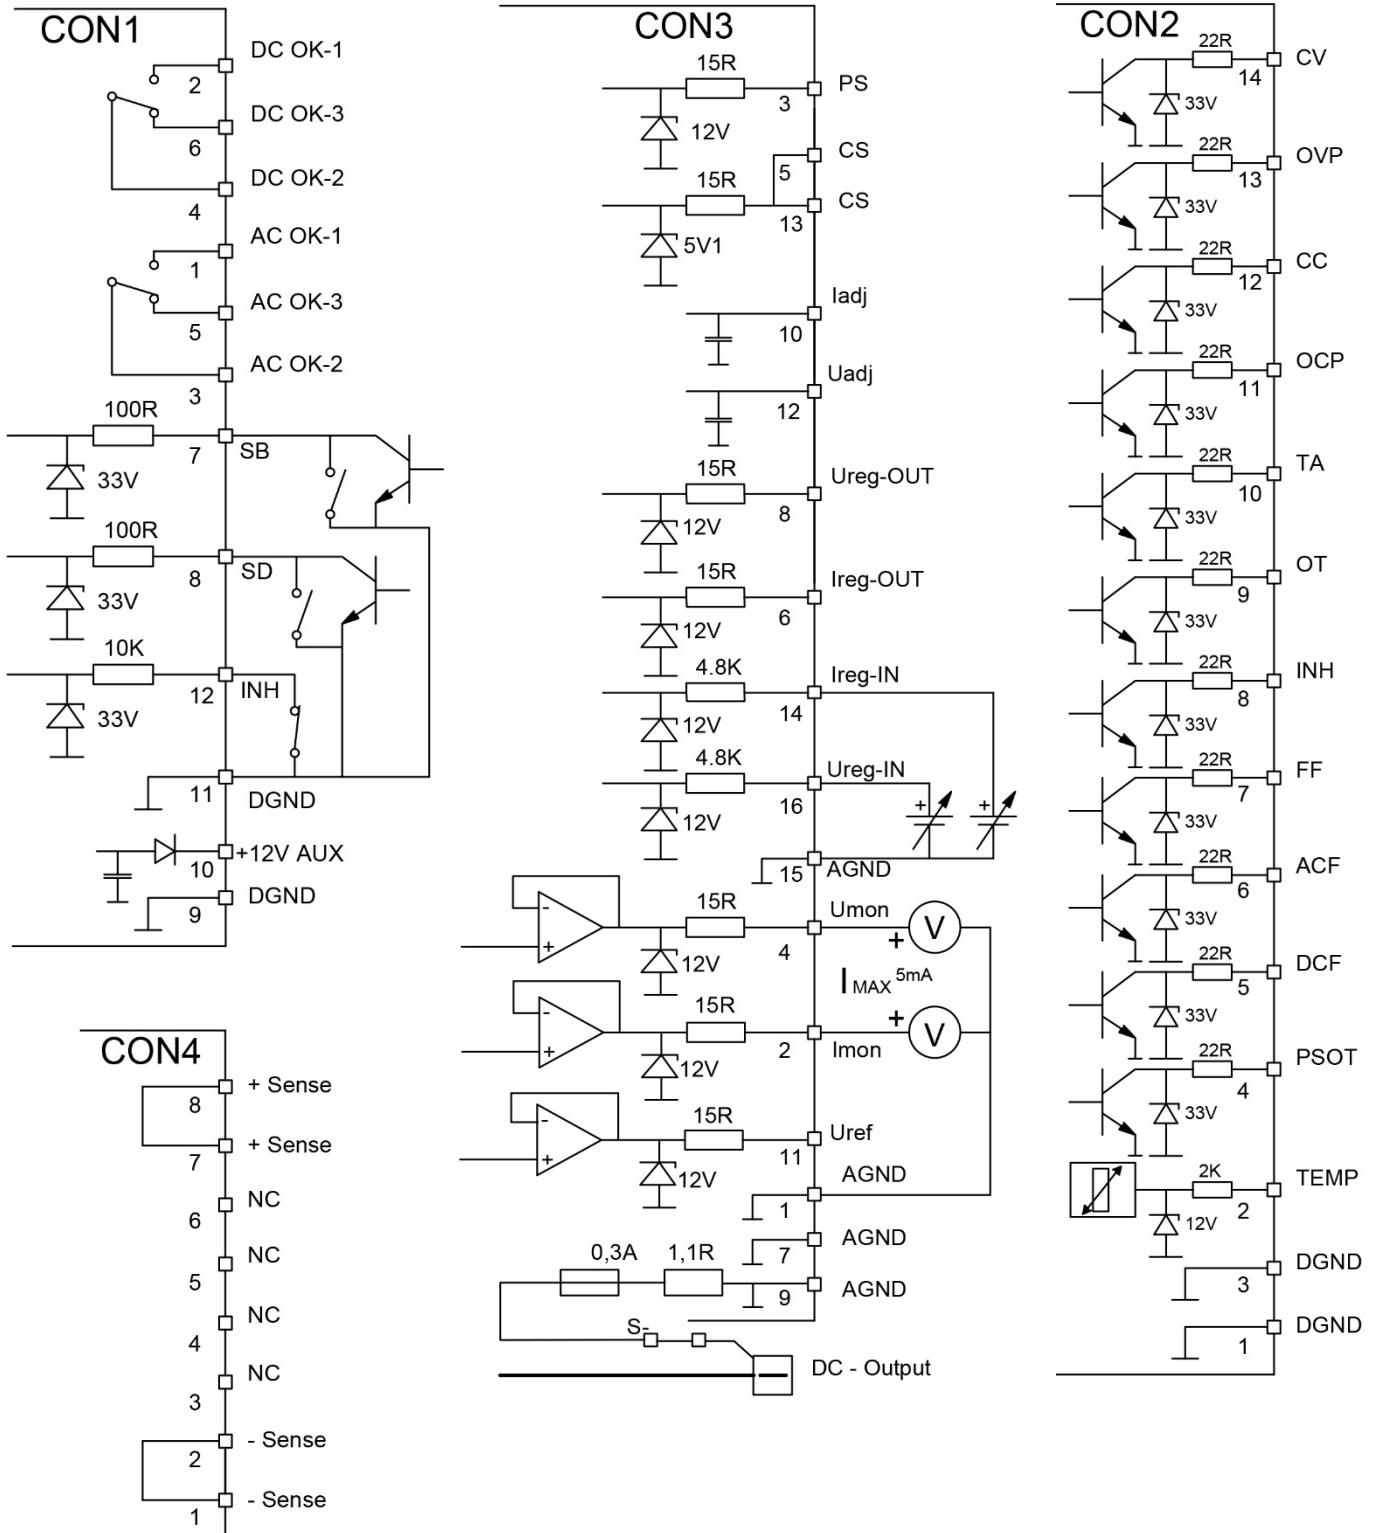 CON1
DC OK-1
2
DC OK-3
6
DC OK-2
4
AC OK-1
1
AC OK-3
5
AC OK-2
3
100R
7
SB
33V
100R
8
SD
33V
10K
12
INH
33V
11
DGND
10
+12V AUX
9
DGND
CON4
+ Sense
8
+ Sense
7
NC
6
NC
5
NC
4
NC
3
- Sense
2
- Sense
1
CON3
15R
PS
3
12V
CS
5
15R
CS
13
5V1
Iadj
10
Uadj
12
15R
Ureg-OUT
8
12V
15R
Ireg-OUT
6
12V
4.8K
Ireg-IN
14
12V
4.8K
Ureg-IN
16
12V
+
+
15
AGND
-
+
15R
Umon
4
+
V
12V
I MAX 5mA
-
+
15R
2
Imon
+
V
12V
-
+
15R
Uref
11
12V
AGND
1
AGND
7
0,3A
1,1R
AGND
9
S-
DC - Output
CON2
22R
CV
14
33V
22R
OVP
13
33V
22R
CC
12
33V
22R
OCP
11
33V
22R
TA
10
33V
22R
OT
9
33V
22R
INH
8
33V
22R
FF
7
33V
22R
ACF
6
33V
22R
DCF
5
33V
22R
PSOT
4
33V
2K
TEMP
2
12V
DGND
3
DGND
1